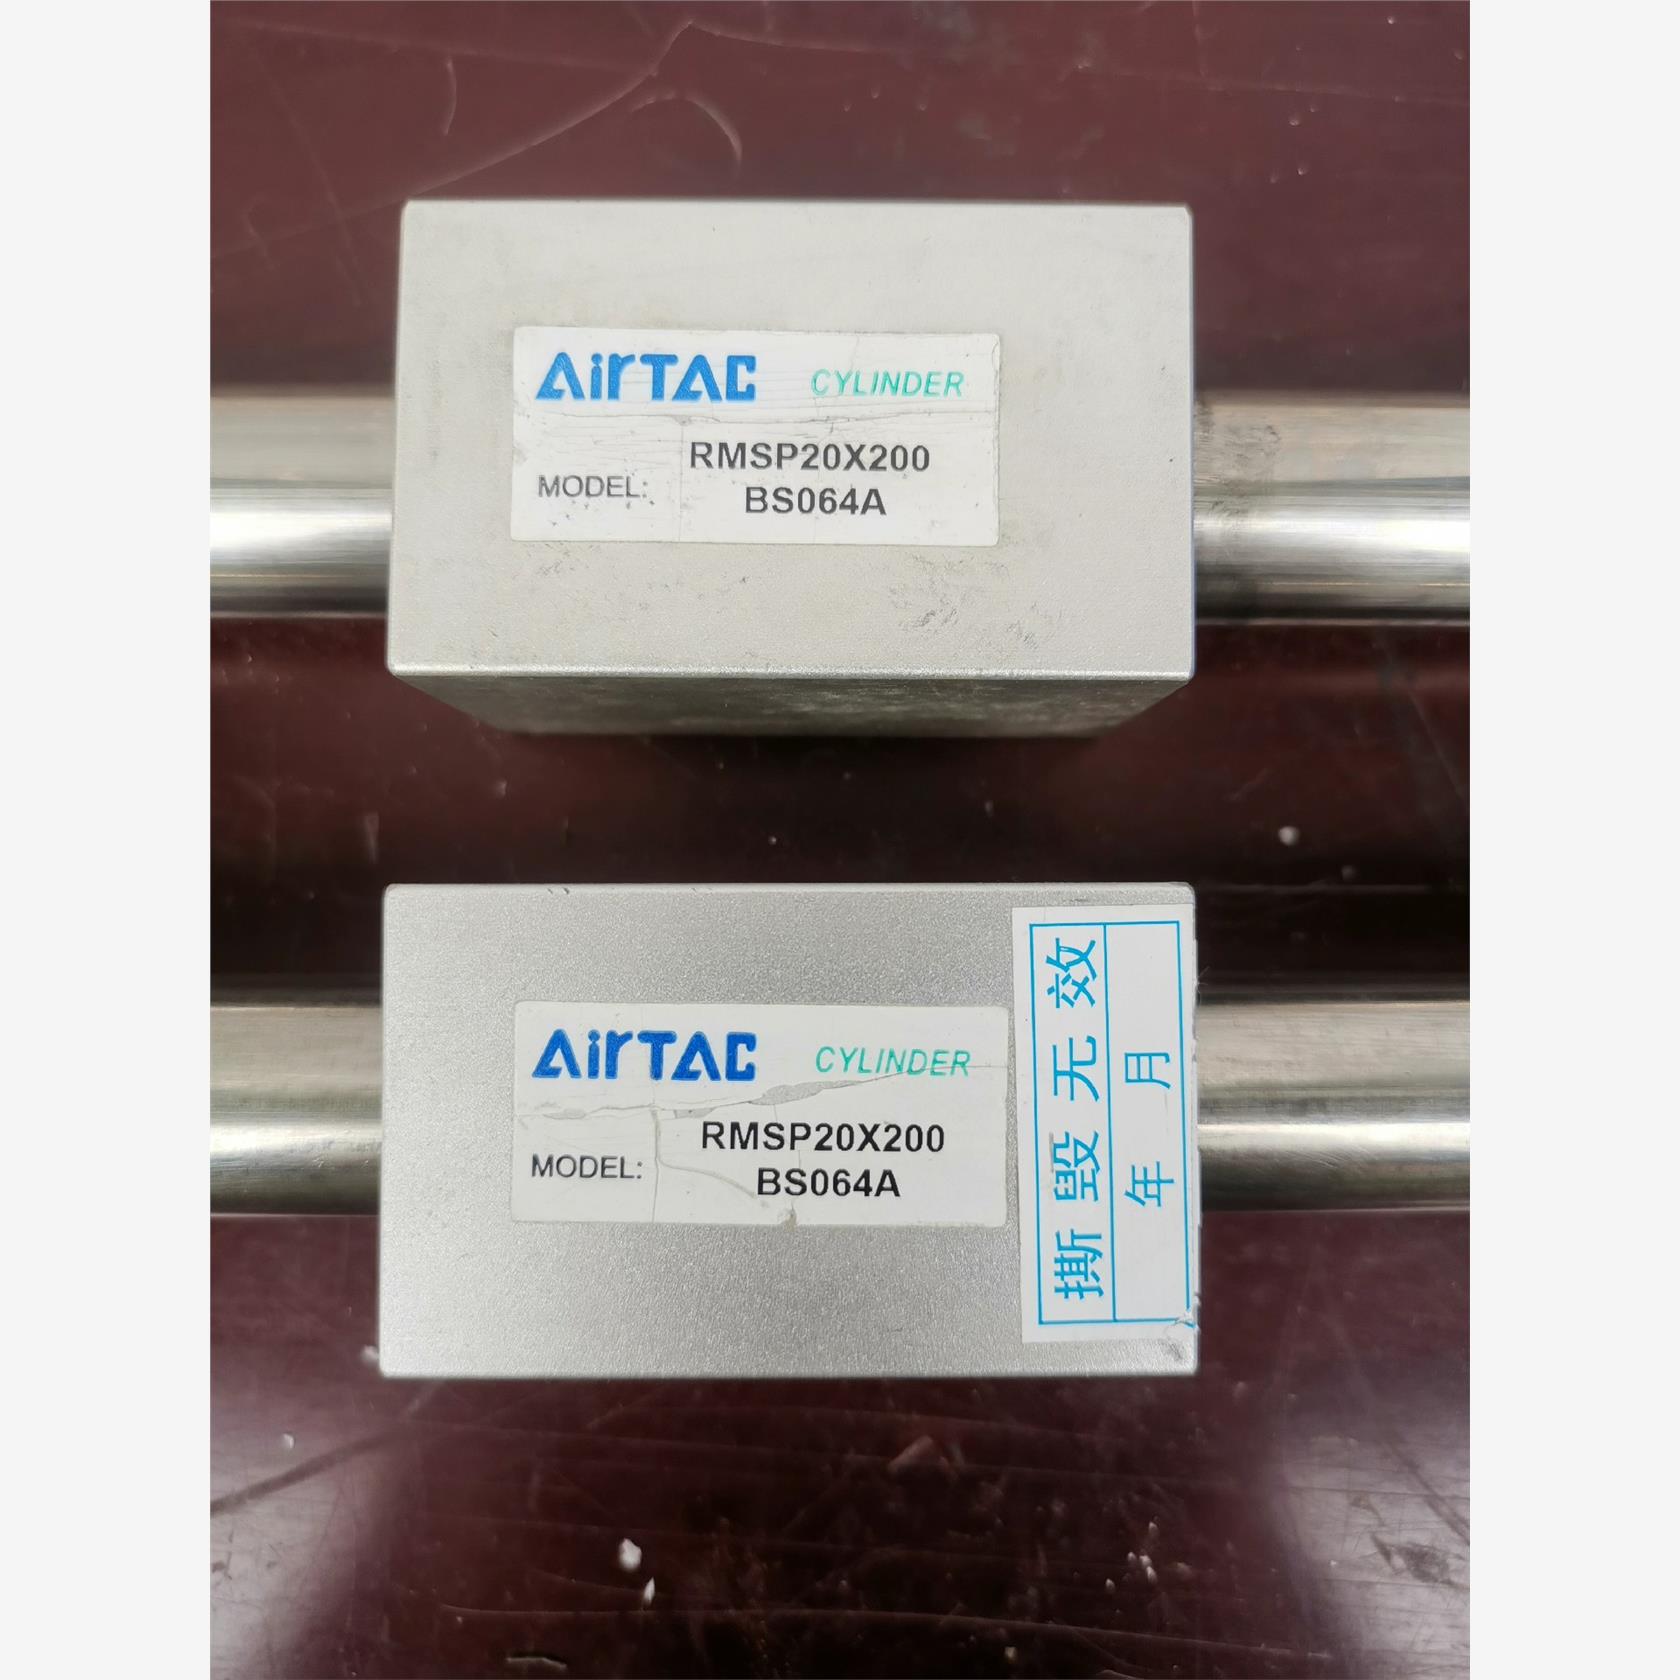 AirTAC CYLINDER
RMSP20X200
MODEL: BS064A
AirTAC CYLINDER
RMSP20X200
MODEL: BS064A
撕毁无效
年 月